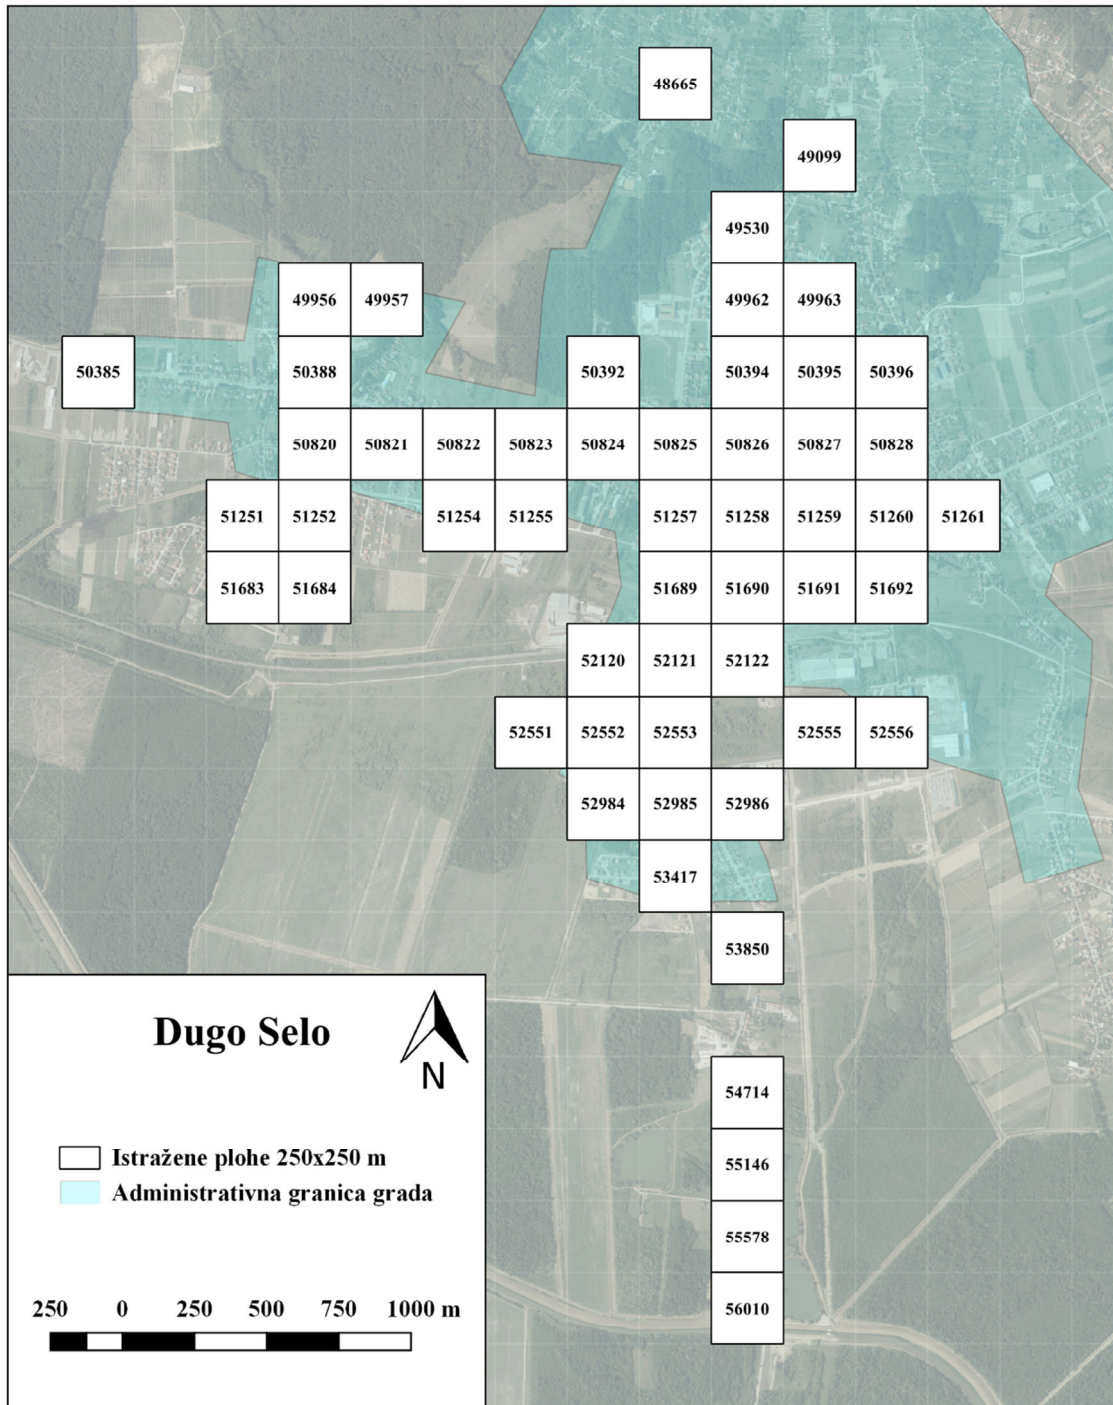 48665
49099
49530
49956 49957 49962 49963
50385 50388 50392 50394 50395 50396
50820 50821 50822 50823 50824 50825 50826 50827 50828
51251 51252 51254 51255 51257 51258 51259 51260 51261
51683 51684 51689 51690 51691 51692
52120 52121 52122
52551 52552 52553 52555 52556
52984 52985 52986
53417
53850
54714
55146
55578
56010
Dugo Selo
N
Istražene plohe 250x250 m
Administrativna granica grada
250 0 250 500 750 1000 m